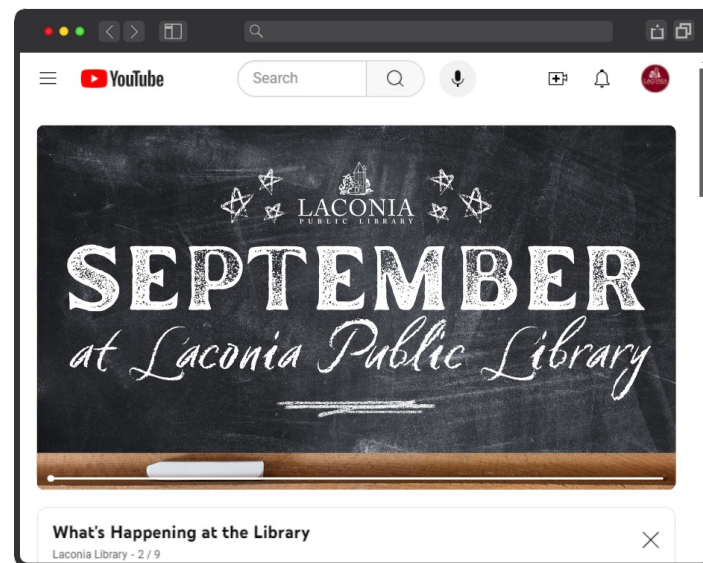 YouTube
Search
LACONIA
PUBLIC LIBRARY
SEPTEMBER
at Laconia Public Library
What's Happening at the Library
Laconia Library - 2 / 9